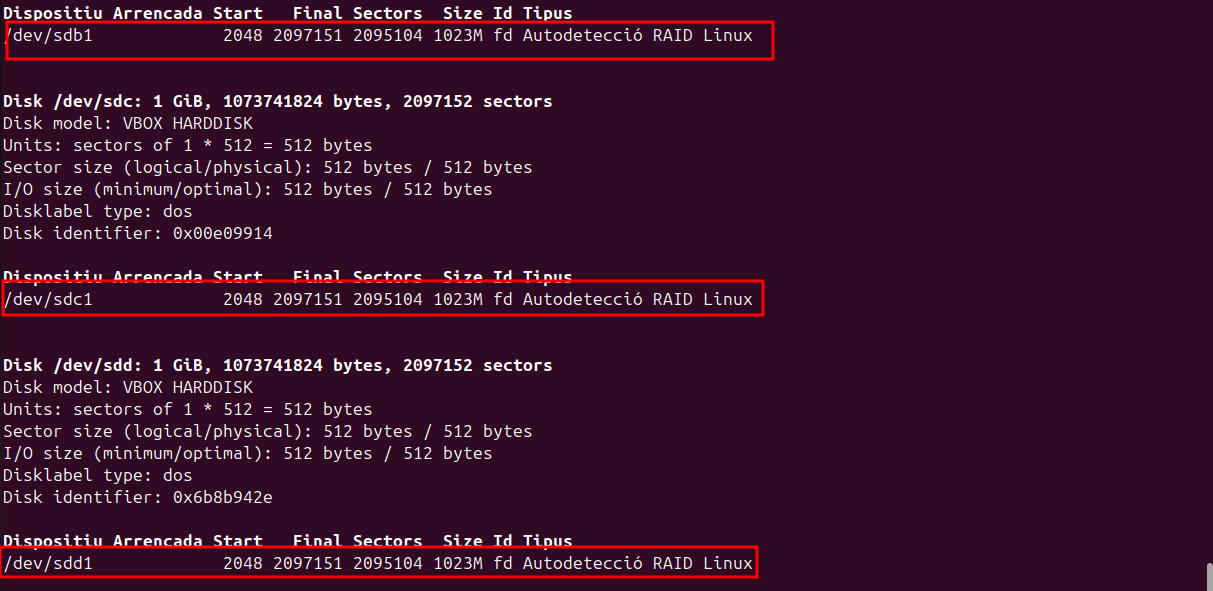 Dispositiu Arrencada Start   Final Sectors  Size Id Tipus
/dev/sdb1             2048 2097151 2095104 1023M fd Autodetecció RAID Linux
Disk /dev/sdc: 1 GiB, 1073741824 bytes, 2097152 sectors
Disk model: VBOX HARDDISK
Units: sectors of 1 * 512 = 512 bytes
Sector size (logical/physical): 512 bytes / 512 bytes
I/O size (minimum/optimal): 512 bytes / 512 bytes
Disklabel type: dos
Disk identifier: 0x00e09914
Dispositiu Arrencada Start   Final Sectors  Size Id Tipus
/dev/sdc1             2048 2097151 2095104 1023M fd Autodetecció RAID Linux
Disk /dev/sdd: 1 GiB, 1073741824 bytes, 2097152 sectors
Disk model: VBOX HARDDISK
Units: sectors of 1 * 512 = 512 bytes
Sector size (logical/physical): 512 bytes / 512 bytes
I/O size (minimum/optimal): 512 bytes / 512 bytes
Disklabel type: dos
Disk identifier: 0x6b8b942e
Dispositiu Arrencada Start   Final Sectors  Size Id Tipus
/dev/sdd1             2048 2097151 2095104 1023M fd Autodetecció RAID Linux